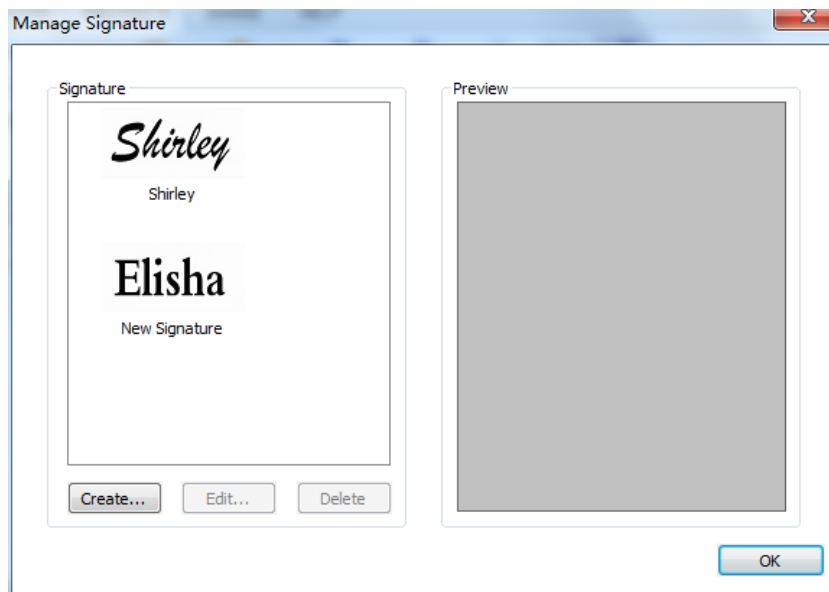 Manage Signature
Signature
Shirley
Shirley
Elisha
New Signature
Create...
Edit...
Delete
Preview
OK